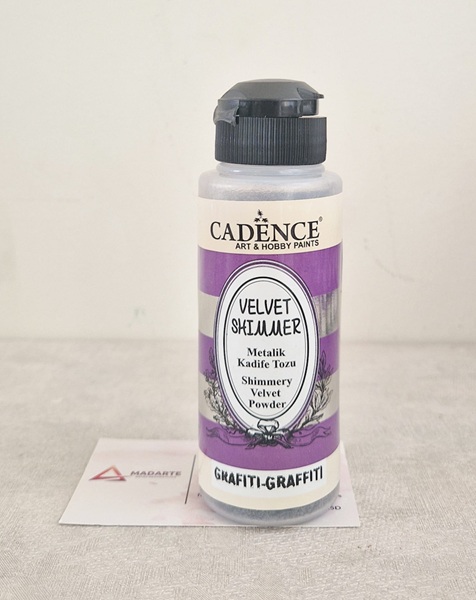 CADENCE®
ART & HOBBY PAINTS
VELVET
SHIMMER
Metalik
Kadife Tozu
Shimmery
Velvet
Powder
GRAFITI-GRAFFITI
MADARTE